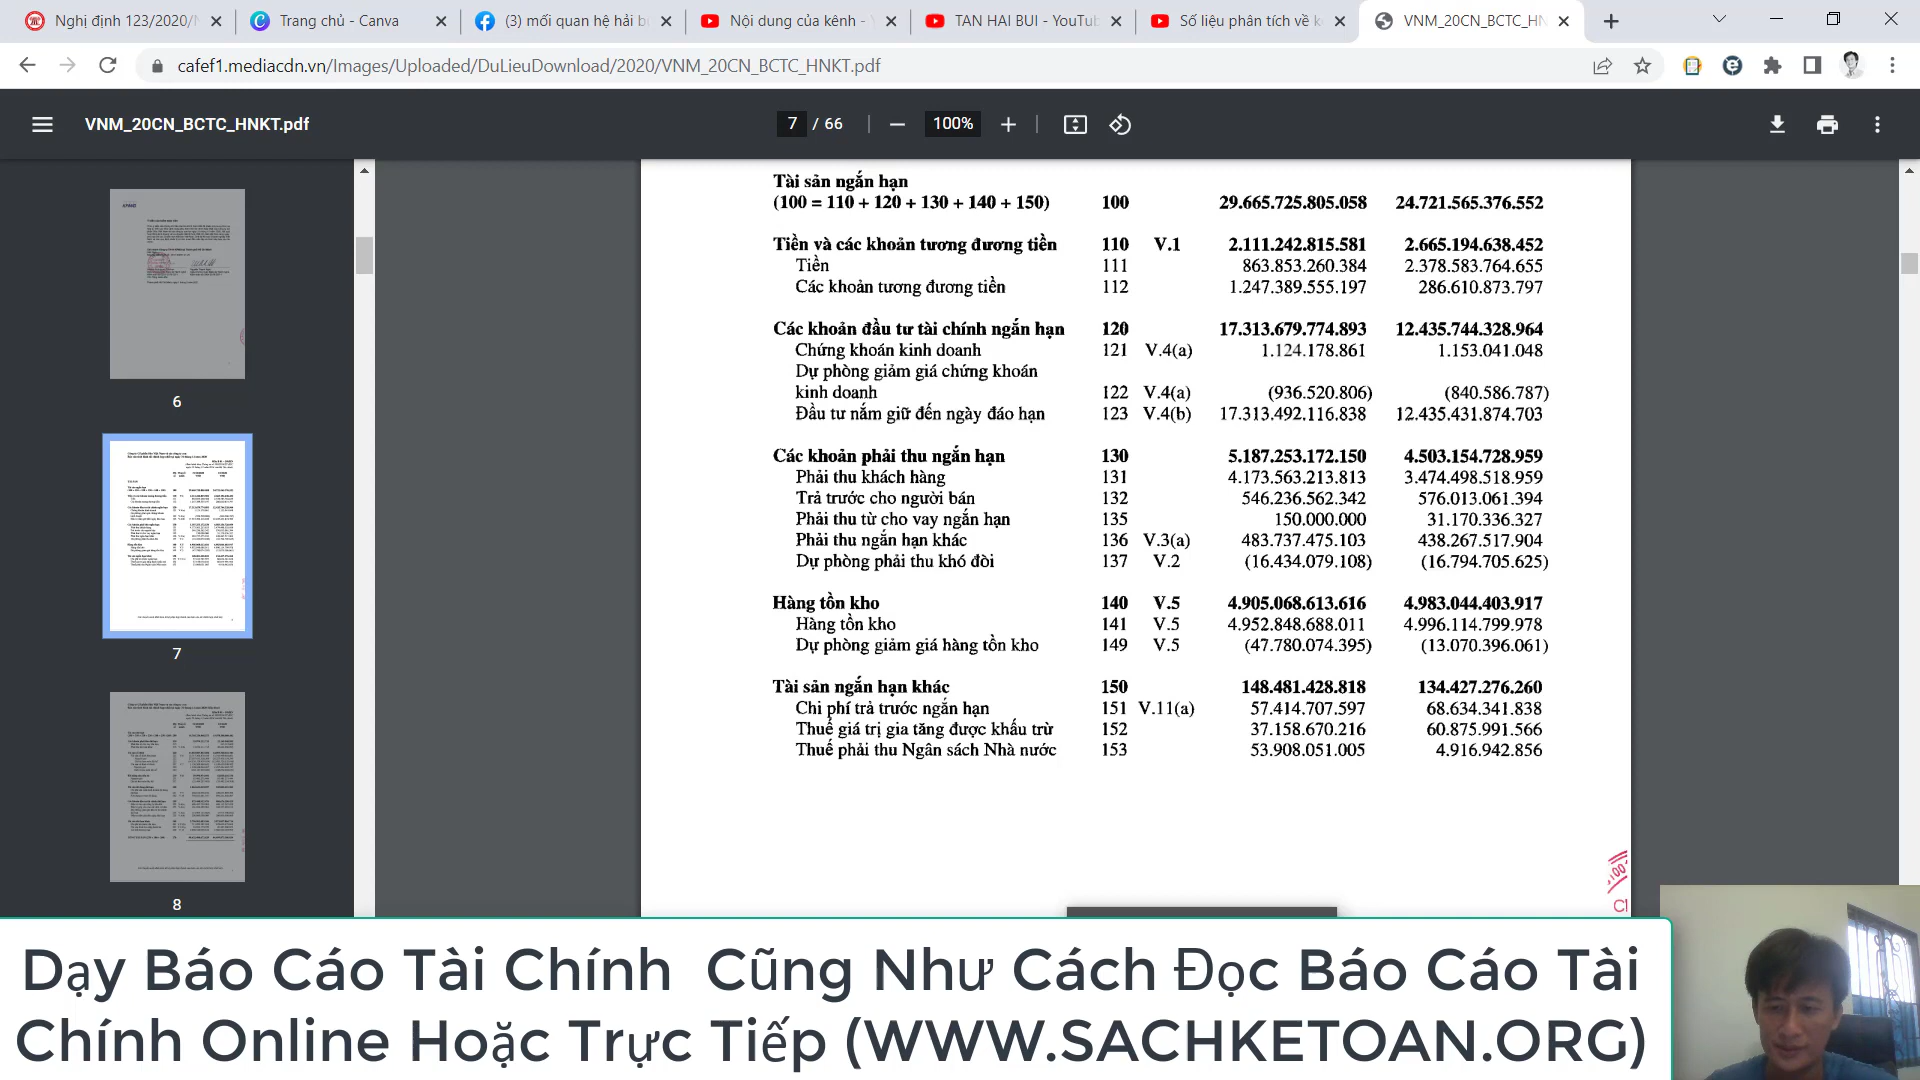 Nghị định 123/2020/N
Trang chủ - Canva
(3) mối quan hệ hải b
Nội dung của kênh -
TAN HAI BUI - YouTub
Số liệu phân tích về k
VNM_20CN_BCTC_HN
cafef1.mediacdn.vn/Images/Uploaded/DuLieuDownload/2020/VNM_20CN_BCTC_HNKT.pdf
VNM_20CN_BCTC_HNKT.pdf
7 / 66
100%
6
7
8
Tài sản ngắn hạn
(100 = 110 + 120 + 130 + 140 + 150) 100 29.665.725.805.058 24.721.565.376.552
Tiền và các khoản tương đương tiền 110 V.1 2.111.242.815.581 2.665.194.638.452
Tiền 111 863.853.260.384 2.378.583.764.655
Các khoản tương đương tiền 112 1.247.389.555.197 286.610.873.797
Các khoản đầu tư tài chính ngắn hạn 120 17.313.679.774.893 12.435.744.328.964
Chứng khoán kinh doanh 121 V.4(a) 1.124.178.861 1.153.041.048
Dự phòng giảm giá chứng khoán
kinh doanh 122 V.4(a) (936.520.806) (840.586.787)
Đầu tư nắm giữ đến ngày đáo hạn 123 V.4(b) 17.313.492.116.838 12.435.431.874.703
Các khoản phải thu ngắn hạn 130 5.187.253.172.150 4.503.154.728.959
Phải thu khách hàng 131 4.173.563.213.813 3.474.498.518.959
Trả trước cho người bán 132 546.236.562.342 576.013.061.394
Phải thu từ cho vay ngắn hạn 135 150.000.000 31.170.336.327
Phải thu ngắn hạn khác 136 V.3(a) 483.737.475.103 438.267.517.904
Dự phòng phải thu khó đòi 137 V.2 (16.434.079.108) (16.794.705.625)
Hàng tồn kho 140 V.5 4.905.068.613.616 4.983.044.403.917
Hàng tồn kho 141 V.5 4.952.848.688.011 4.996.114.799.978
Dự phòng giảm giá hàng tồn kho 149 V.5 (47.780.074.395) (13.070.396.061)
Tài sản ngắn hạn khác 150 148.481.428.818 134.427.276.260
Chi phí trả trước ngắn hạn 151 V.11(a) 57.414.707.597 68.634.341.838
Thuế giá trị gia tăng được khấu trừ 152 37.158.670.216 60.875.991.566
Thuế phải thu Ngân sách Nhà nước 153 53.908.051.005 4.916.942.856
Dạy Báo Cáo Tài Chính Cũng Như Cách Đọc Báo Cáo Tài
Chính Online Hoặc Trực Tiếp (WWW.SACHKETOAN.ORG)